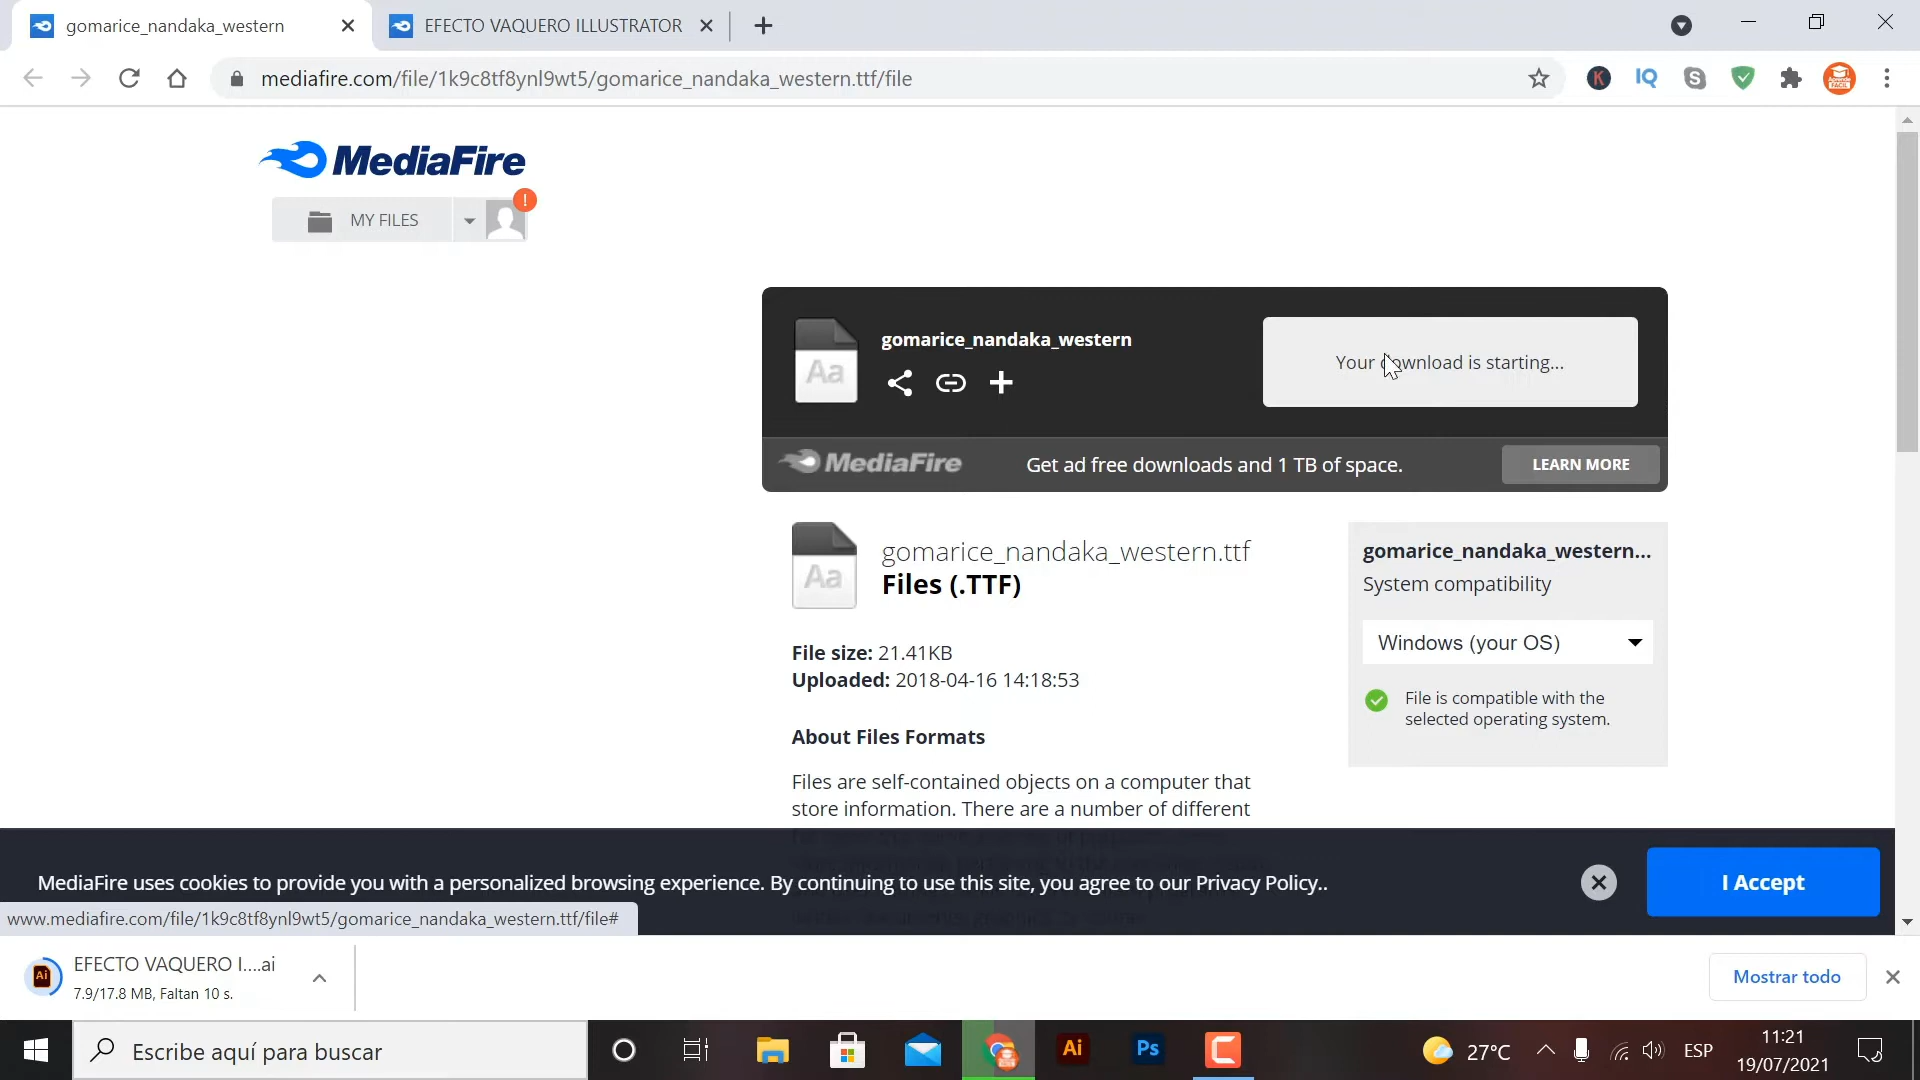 gomarice_nandaka_western
EFECTO VAQUERO ILLUSTRATOR
mediafire.com/file/1k9c8tf8ynl9wt5/gomarice_nandaka_western.ttf/file
K
IQ
S
MediaFire
MY FILES
!
Aa
gomarice_nandaka_western
Your download is starting...
MediaFire
Get ad free downloads and 1 TB of space.
LEARN MORE
Aa
gomarice_nandaka_western.ttf
Files (.TTF)
gomarice_nandaka_western...
System compatibility
Windows (your OS)
File is compatible with the
selected operating system.
File size: 21.41KB
Uploaded: 2018-04-16 14:18:53
About Files Formats
Files are self-contained objects on a computer that
store information. There are a number of different
MediaFire uses cookies to provide you with a personalized browsing experience. By continuing to use this site, you agree to our Privacy Policy..
I Accept
www.mediafire.com/file/1k9c8tf8ynl9wt5/gomarice_nandaka_western.ttf/file#
Ai
EFECTO VAQUERO I....ai
7.9/17.8 MB, Faltan 10 s.
Mostrar todo
Escribe aquí para buscar
Ai
Ps
27°C
ESP
11:21
19/07/2021